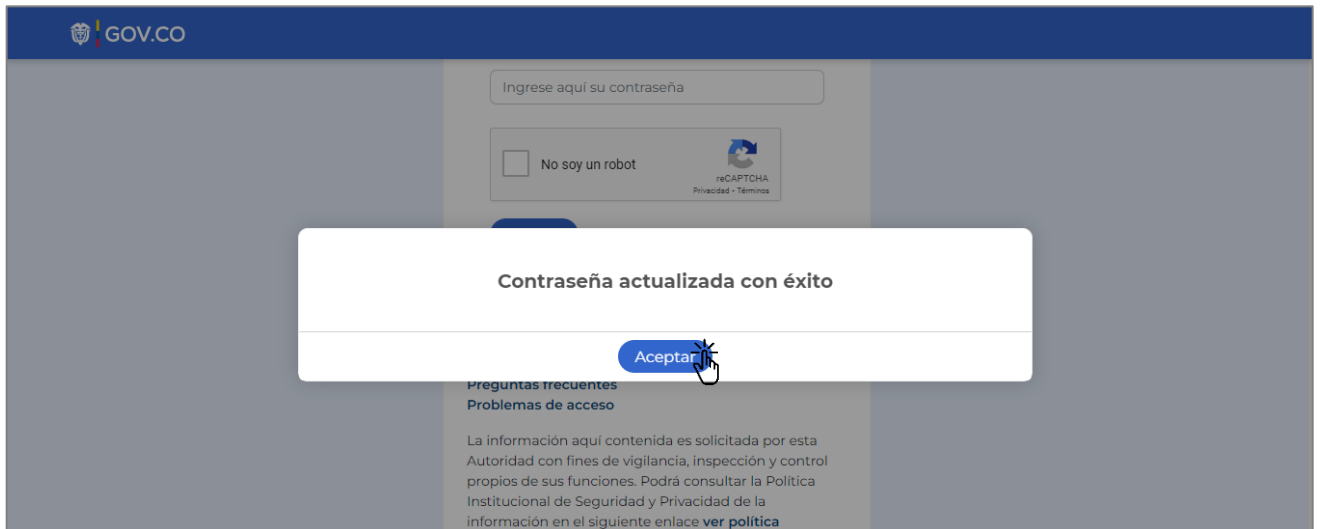 GOV.CO
Ingrese aquí su contraseña
No soy un robot
reCAPTCHA
Privacidad - Términos
Contraseña actualizada con éxito
Aceptar
Preguntas frecuentes
Problemas de acceso
La información aquí contenida es solicitada por esta
Autoridad con fines de vigilancia, inspección y control
propios de sus funciones. Podrá consultar la Política
Institucional de Seguridad y Privacidad de la
información en el siguiente enlace ver política